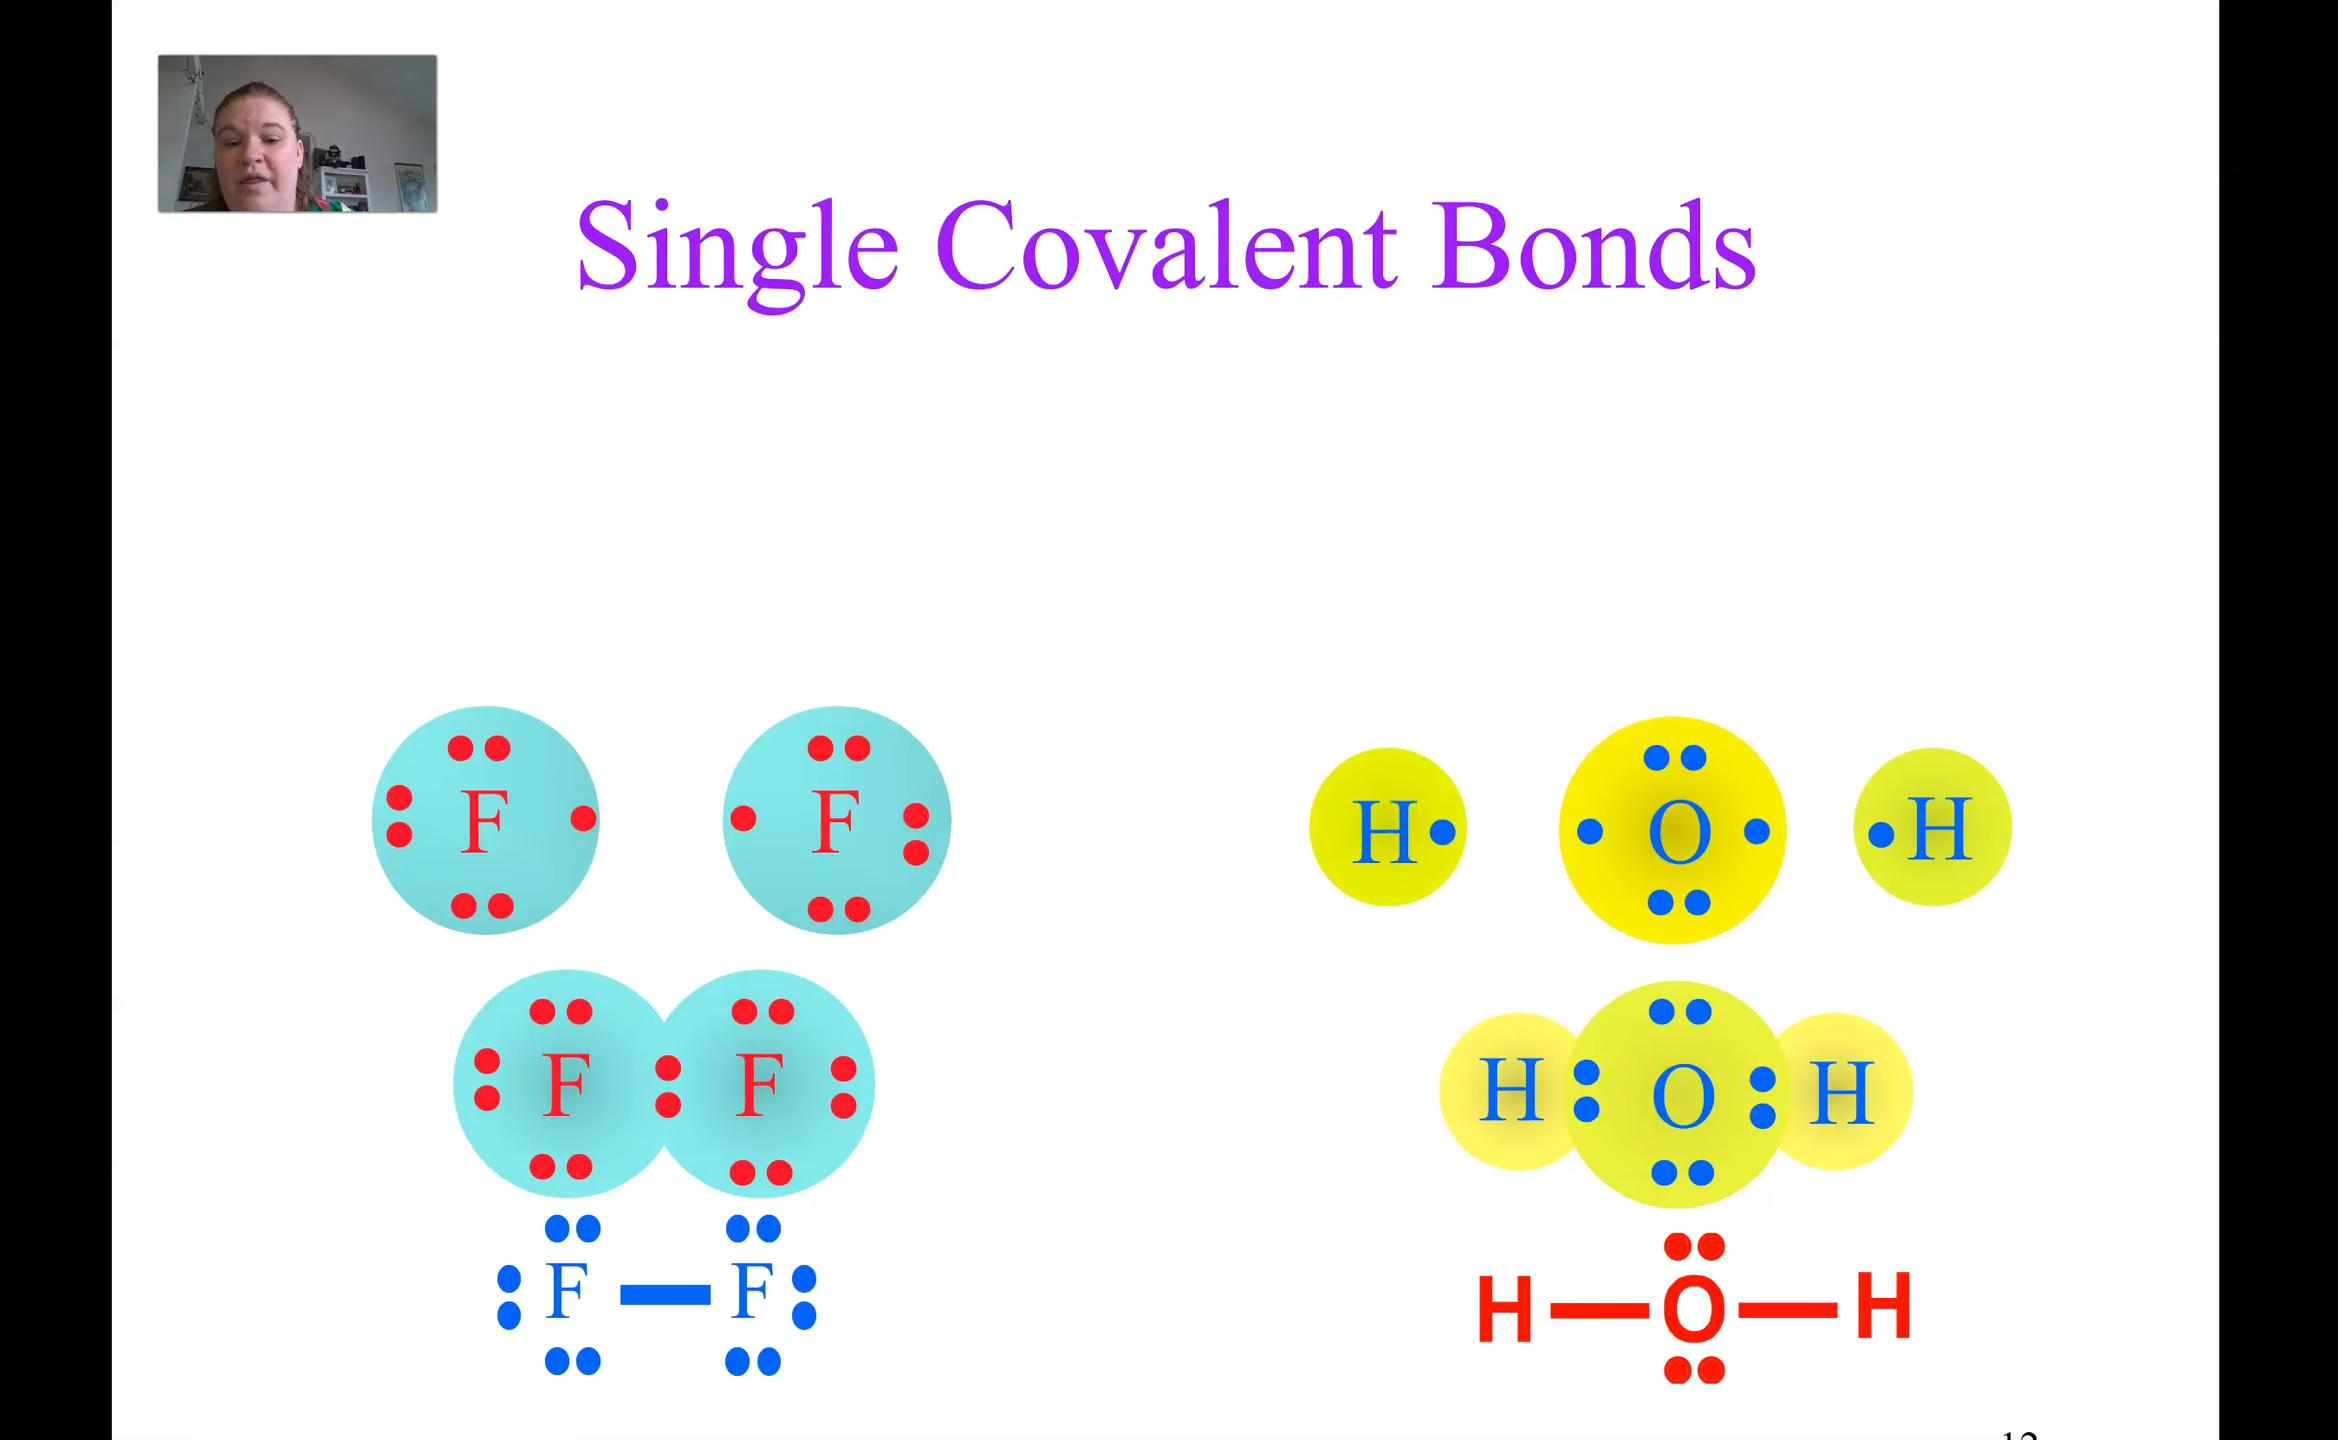 Single Covalent Bonds
F F
H O H
F F
H O H
F — F
H — O — H